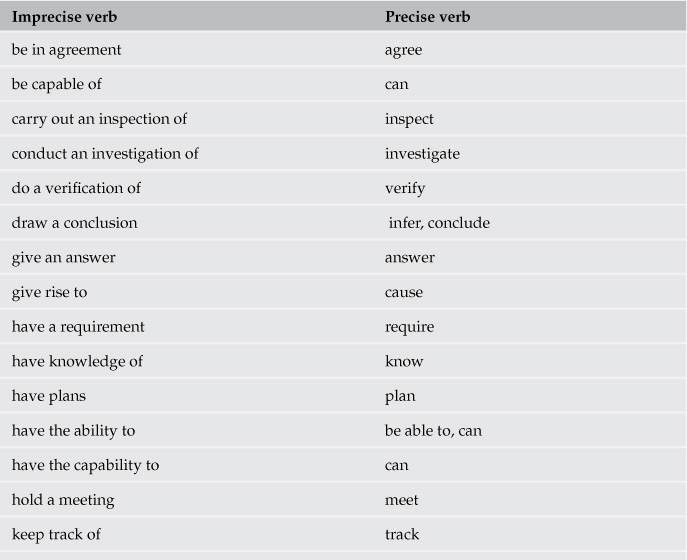 Imprecise verb Precise verb
be in agreement agree
be capable of can
carry out an inspection of inspect
conduct an investigation of investigate
do a verification of verify
draw a conclusion infer, conclude
give an answer answer
give rise to cause
have a requirement require
have knowledge of know
have plans plan
have the ability to be able to, can
have the capability to can
hold a meeting meet
keep track of track